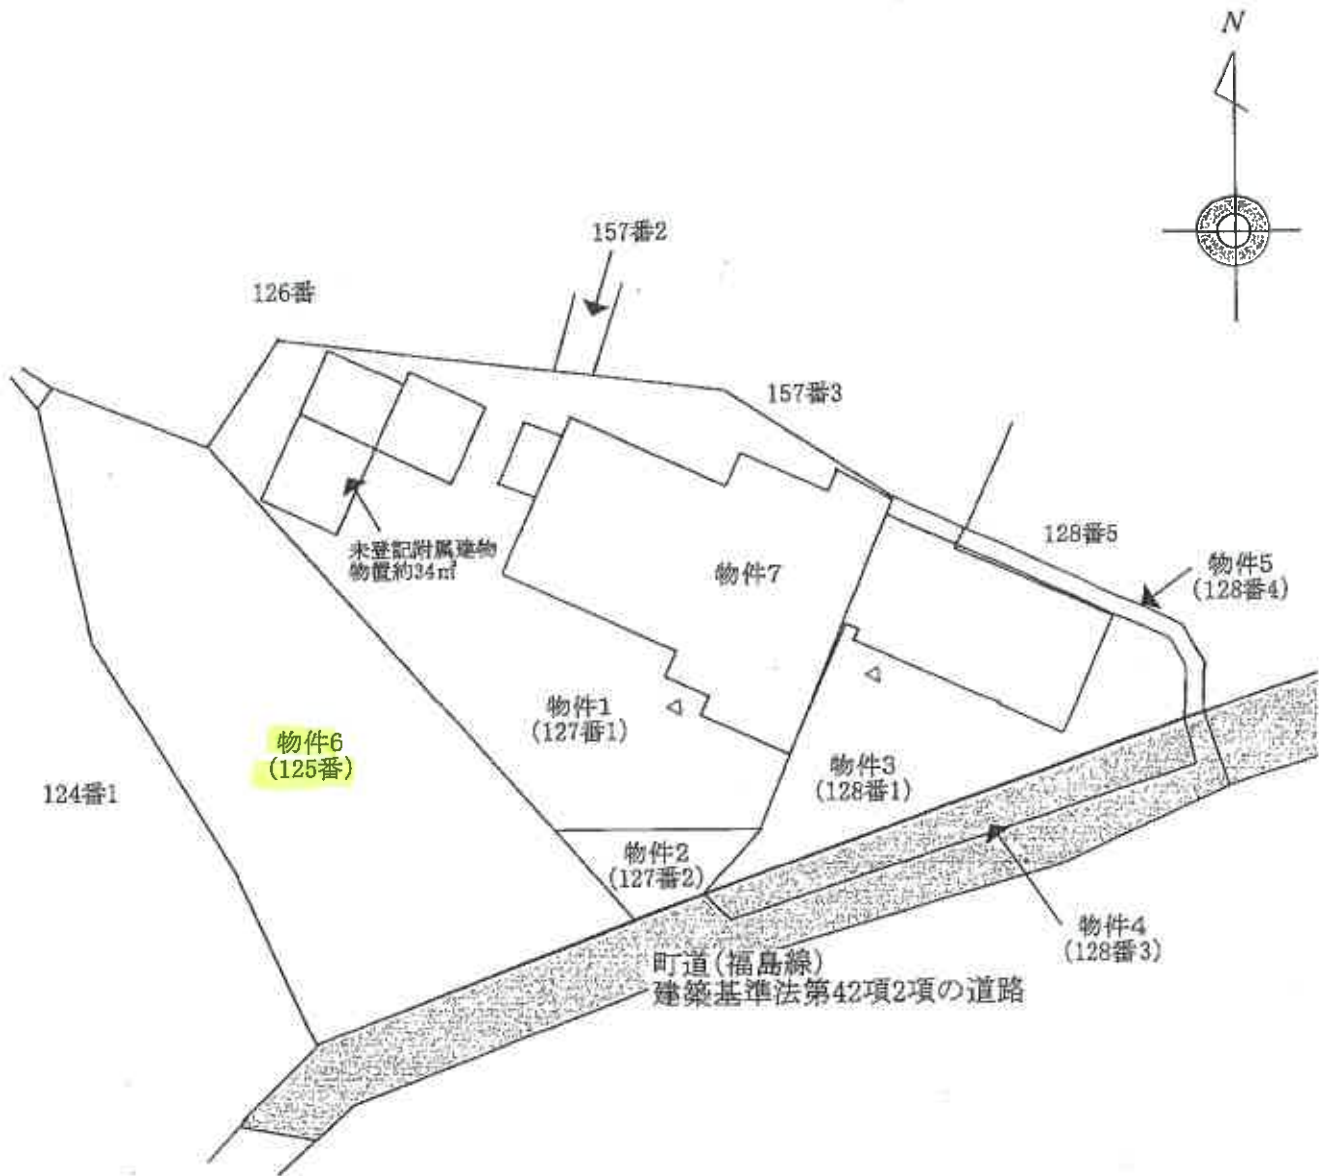 N
157番2
126番
157番3
128番5
物件5
(128番4)
未登記附属建物
物置約34㎡
物件7
物件1
(127番1)
物件6
(125番)
124番1
物件3
(128番1)
物件2
(127番2)
物件4
(128番3)
町道(福島線)
建築基準法第42項2項の道路